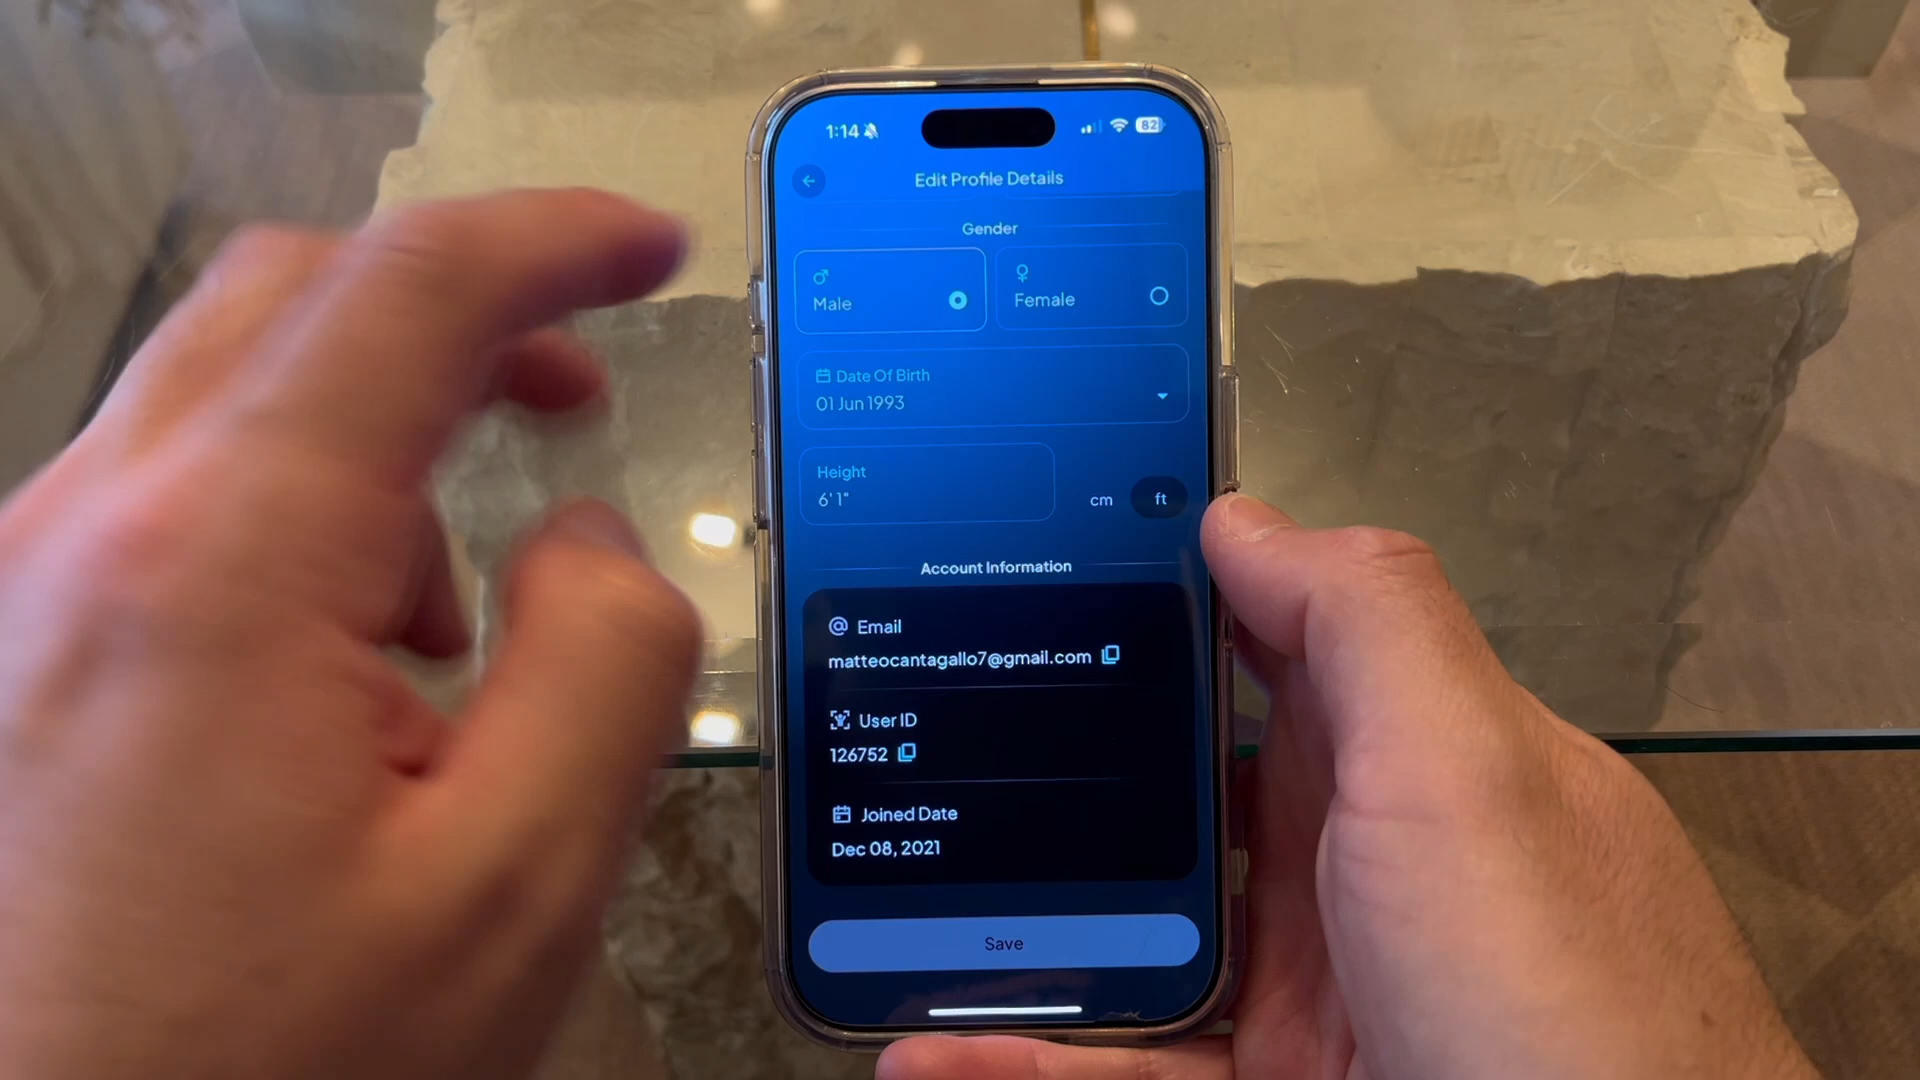 1:14
82
Edit Profile Details
Gender
Male
Female
Date Of Birth
01 Jun 1993
Height
6' 1"
cm
ft
Account Information
Email
matteocantagallo7@gmail.com
User ID
126752
Joined Date
Dec 08, 2021
Save